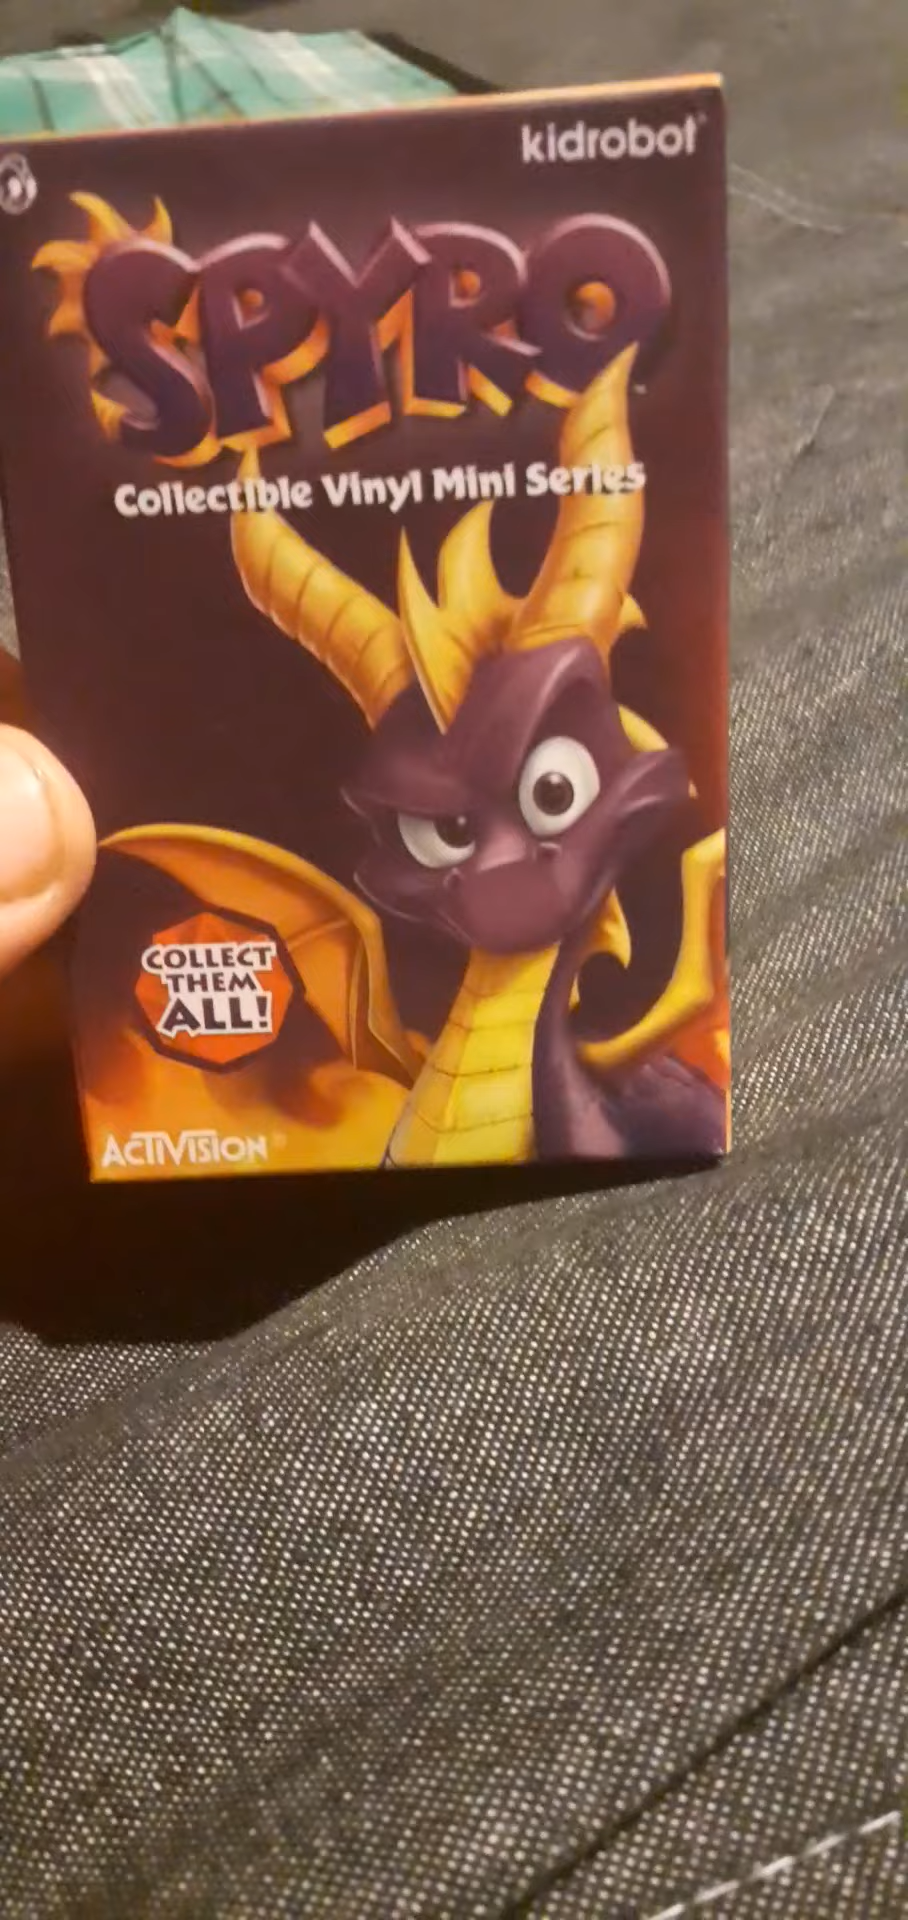 kidrobot
SPYRO
Collectible Vinyl Mini Series
COLLECT
THEM
ALL!
ACTIVISION